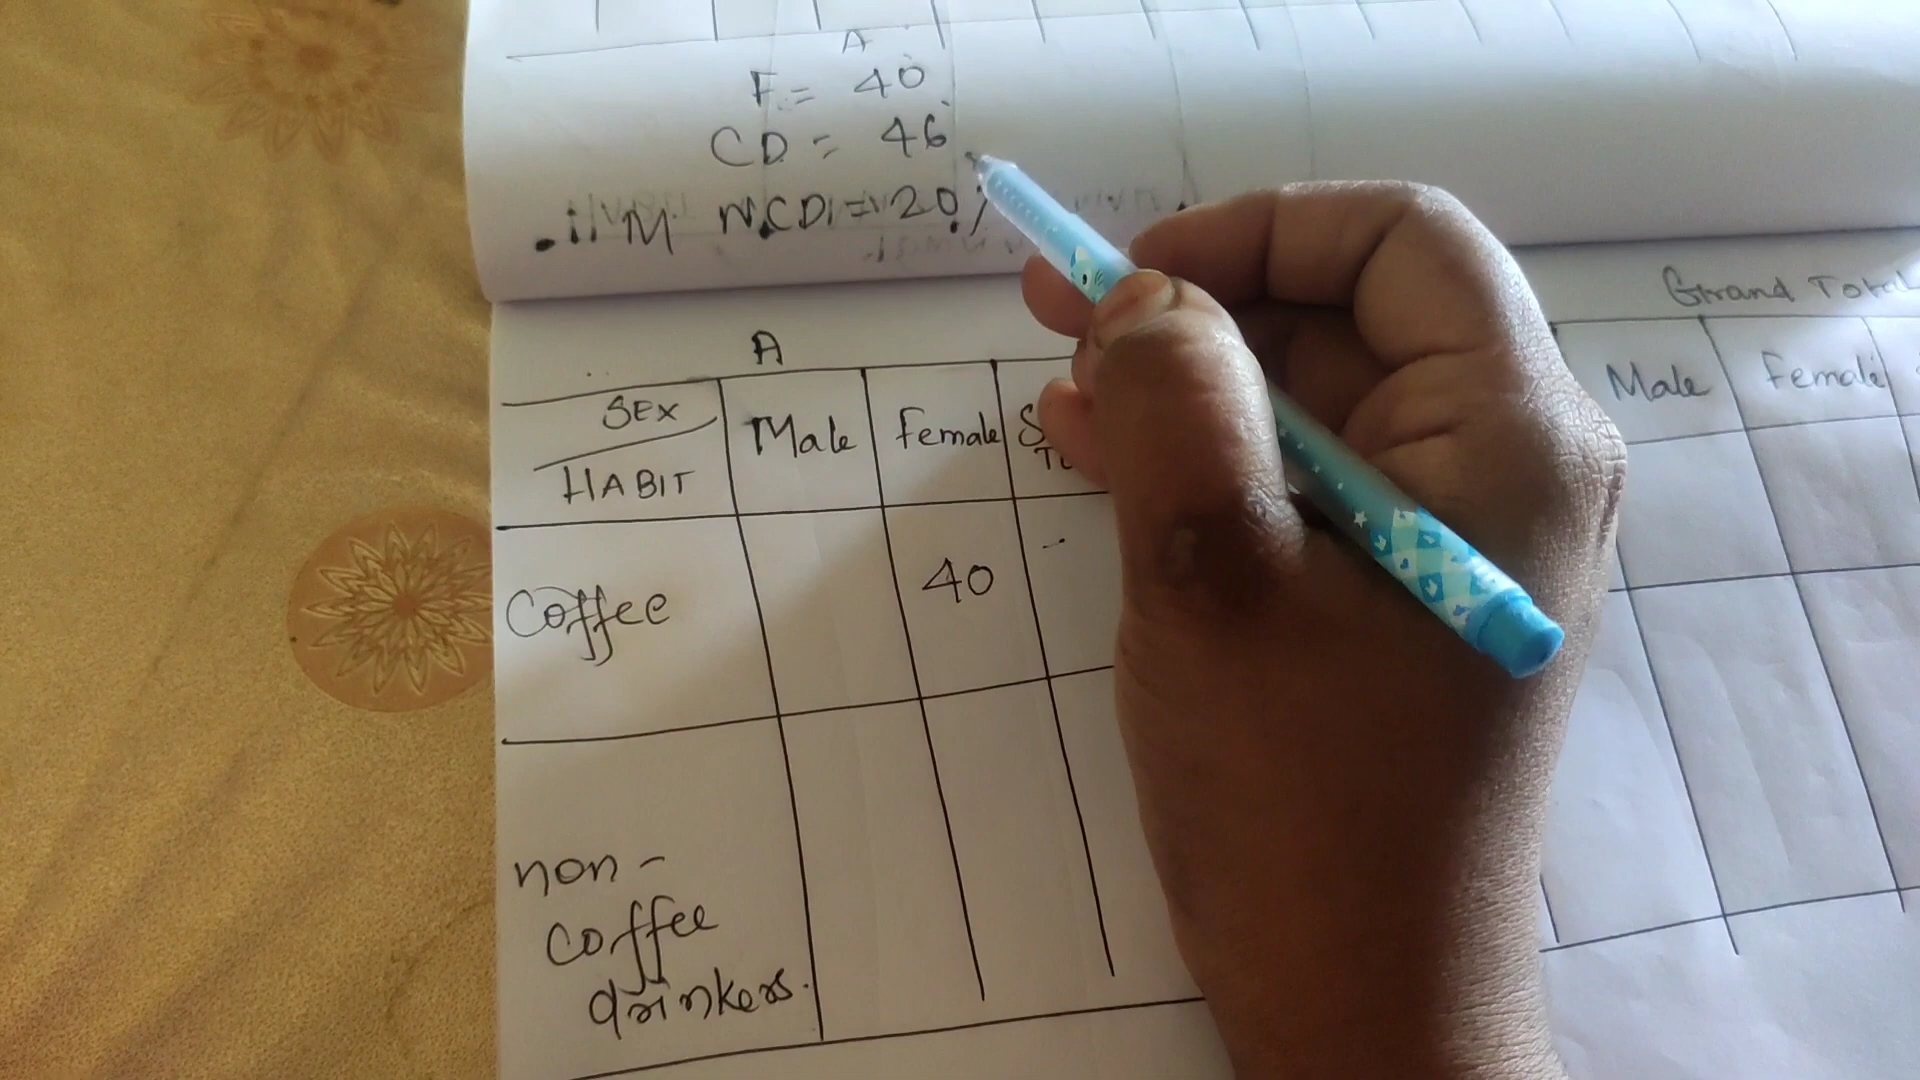 A
F = 40
CD = 46
M NCD = 20%
Grand Total
A
SEX Male Female Male Female
HABIT
Coffee 40 -
non-
coffee
drinkers.